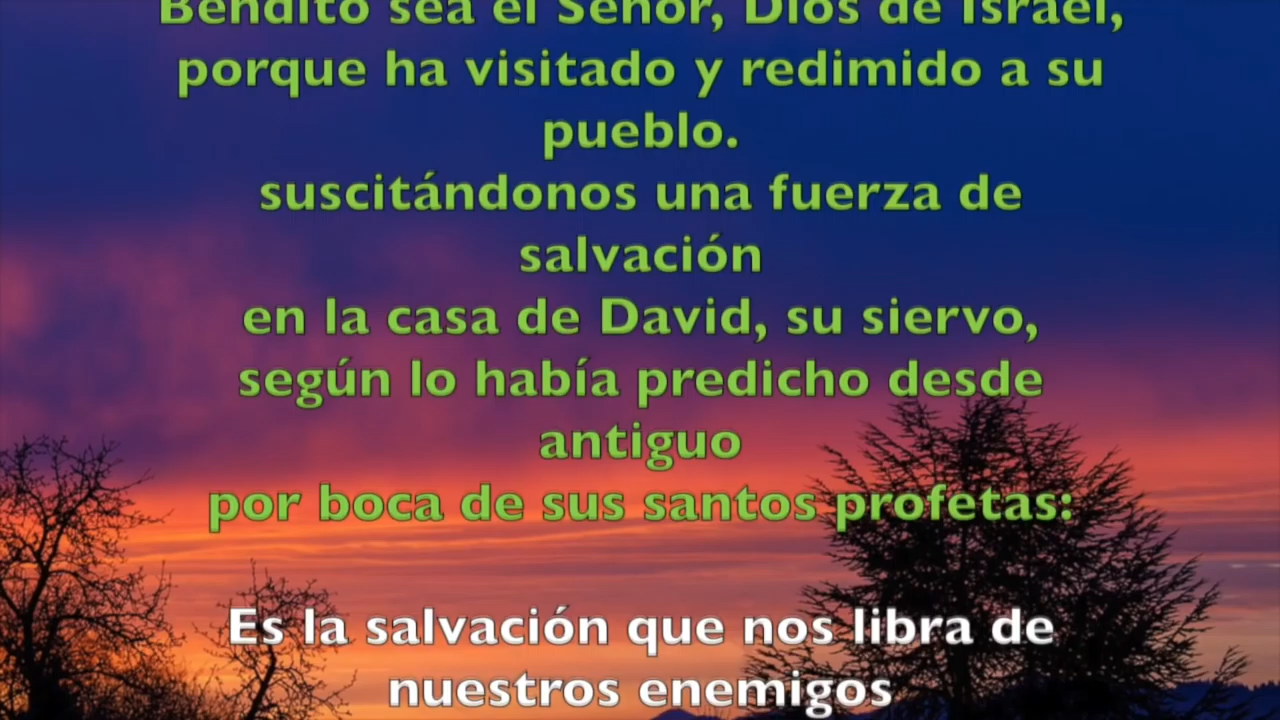 Bendito sea el Señor, Dios de Israel,
porque ha visitado y redimido a su
pueblo.
suscitándonos una fuerza de
salvación
en la casa de David, su siervo,
según lo había predicho desde
antiguo
por boca de sus santos profetas:
Es la salvación que nos libra de
nuestros enemigos